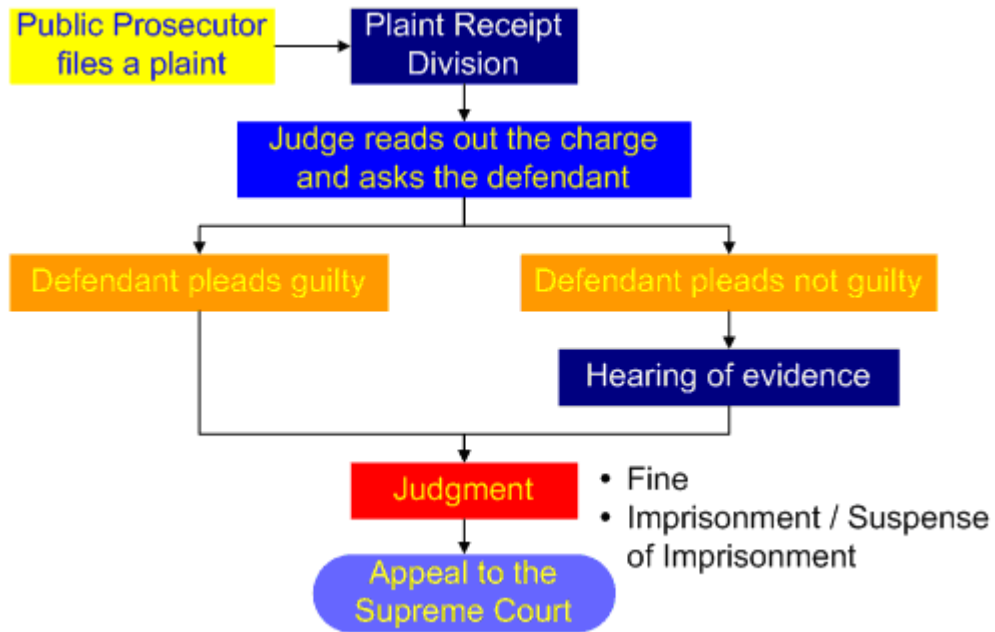 Public Prosecutor
files a plaint
Plaint Receipt
Division
Judge reads out the charge
and asks the defendant
Defendant pleads guilty
Defendant pleads not guilty
Hearing of evidence
Judgment
• Fine
• Imprisonment / Suspense
of Imprisonment
Appeal to the
Supreme Court